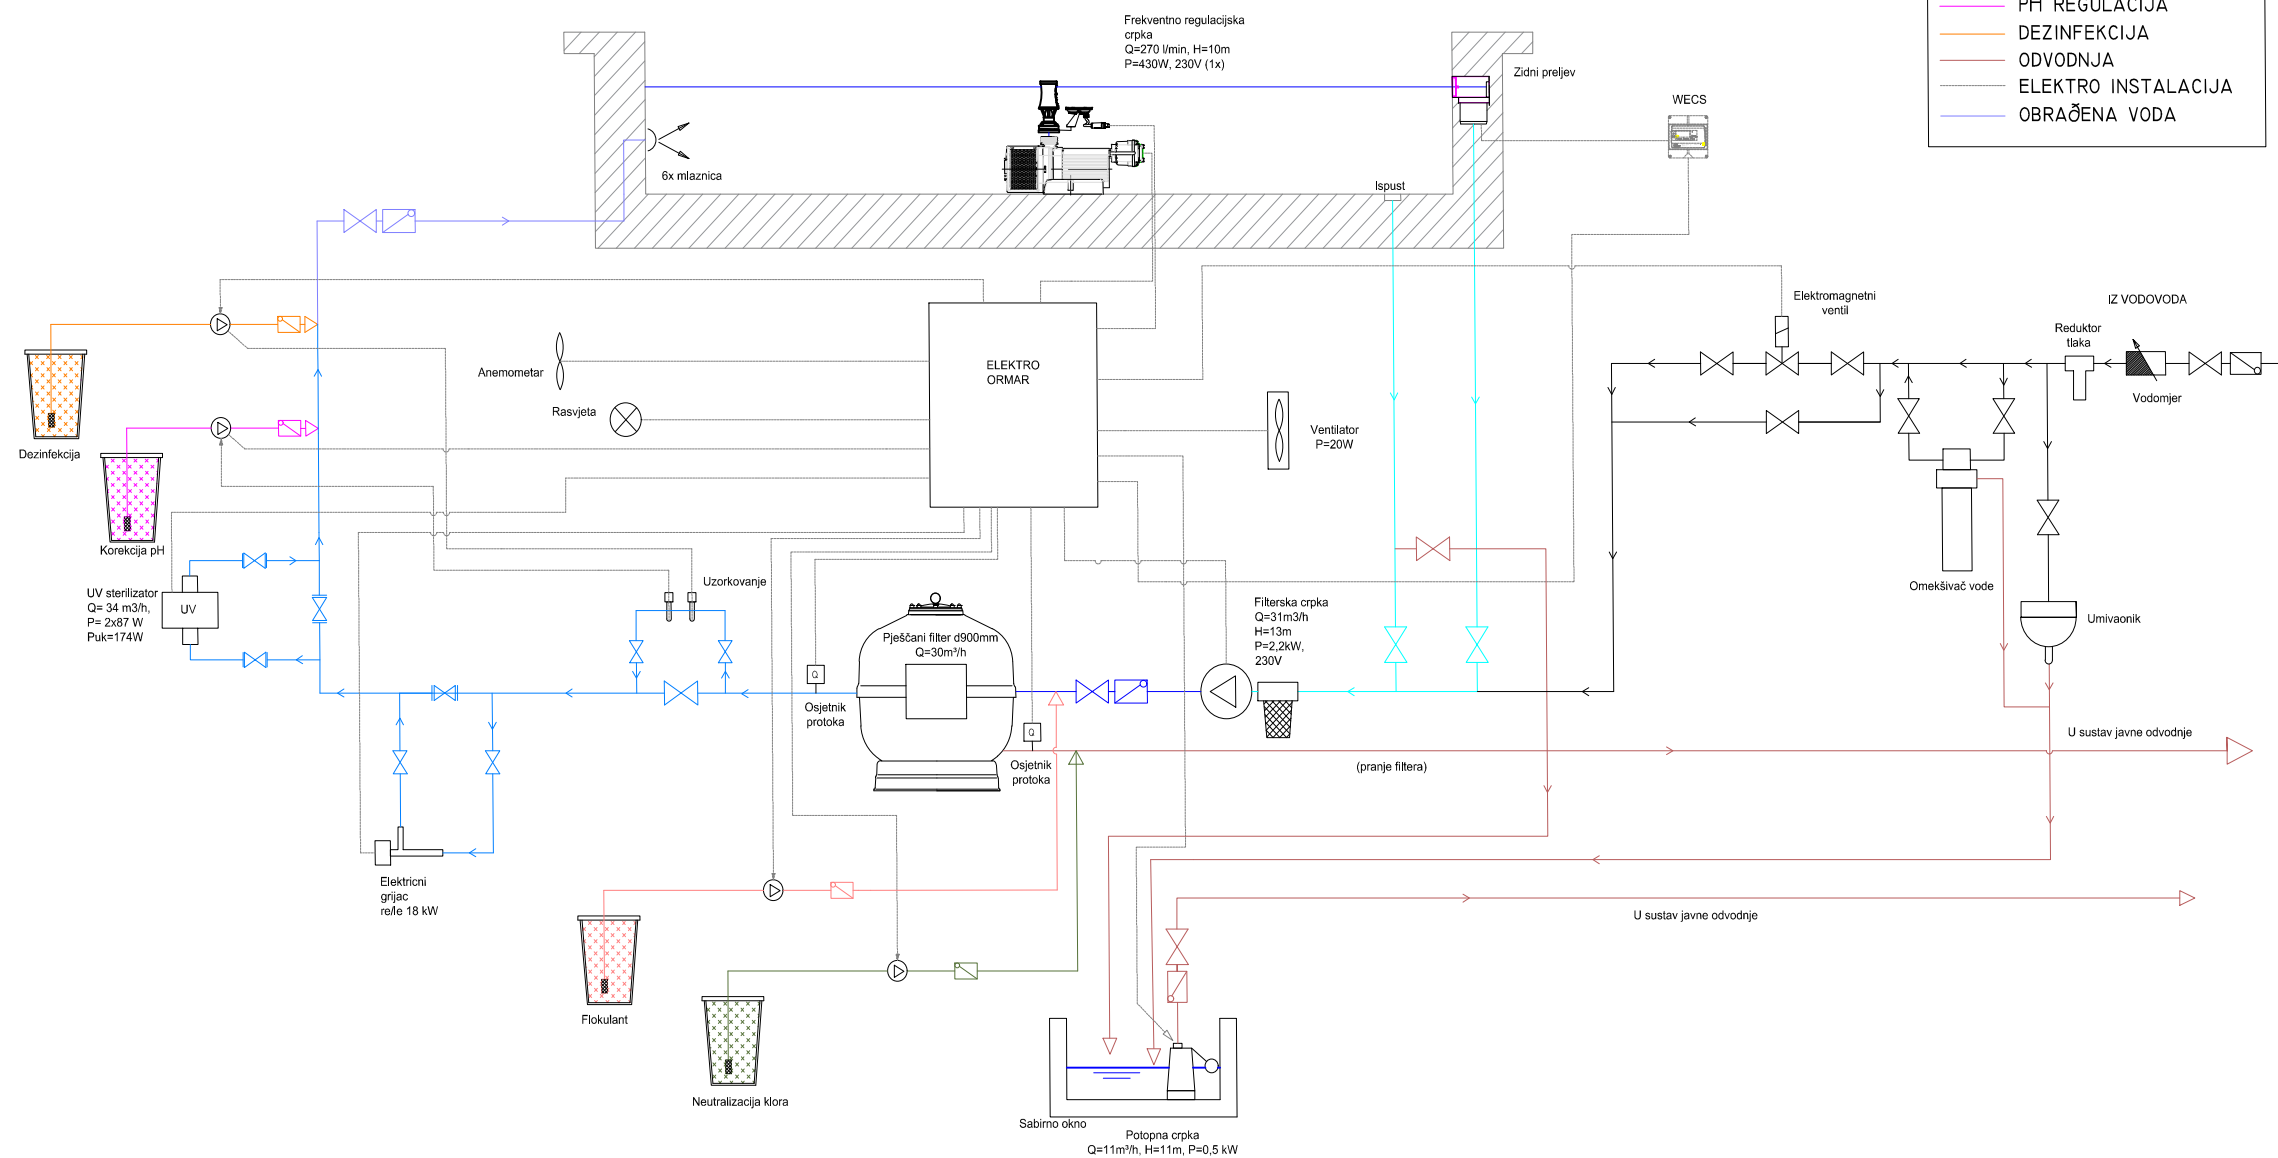 PH REGULACIJA
DEZINFEKCIJA
ODVODNJA
ELEKTRO INSTALACIJA
OBRAĐENA VODA
Frekventno regulacijska
crpka
Q=270 l/min, H=10m
P=430W, 230V (1x)
Zidni preljev
WECS
6x mlaznica
Ispust
Elektromagnetni
ventil
IZ VODOVODA
Reduktor
tlaka
Vodomjer
ELEKTRO
ORMAR
Anemometar
Rasvjeta
Ventilator
P=20W
Dezinfekcija
Korekcija pH
UV sterilizator
Q= 34 m3/h,
P= 2x87 W
Puk=174W
UV
Uzorkovanje
Pješčani filter d900mm
Q=30m³/h
Q
Osjetnik
protoka
Q
Osjetnik
protoka
Filterska crpka
Q=31m3/h
H=13m
P=2,2kW,
230V
Omekšivač vode
Umivaonik
U sustav javne odvodnje
(pranje filtera)
Elektricni
grijac
re/le 18 kW
U sustav javne odvodnje
Flokulant
Neutralizacija klora
Sabirno okno
Potopna crpka
Q=11m³/h, H=11m, P=0,5 kW